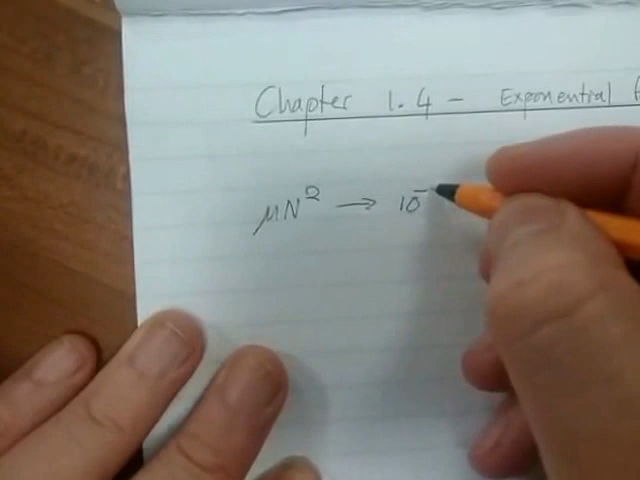 Chapter 1.4 - Exponential
μN² → 10⁻